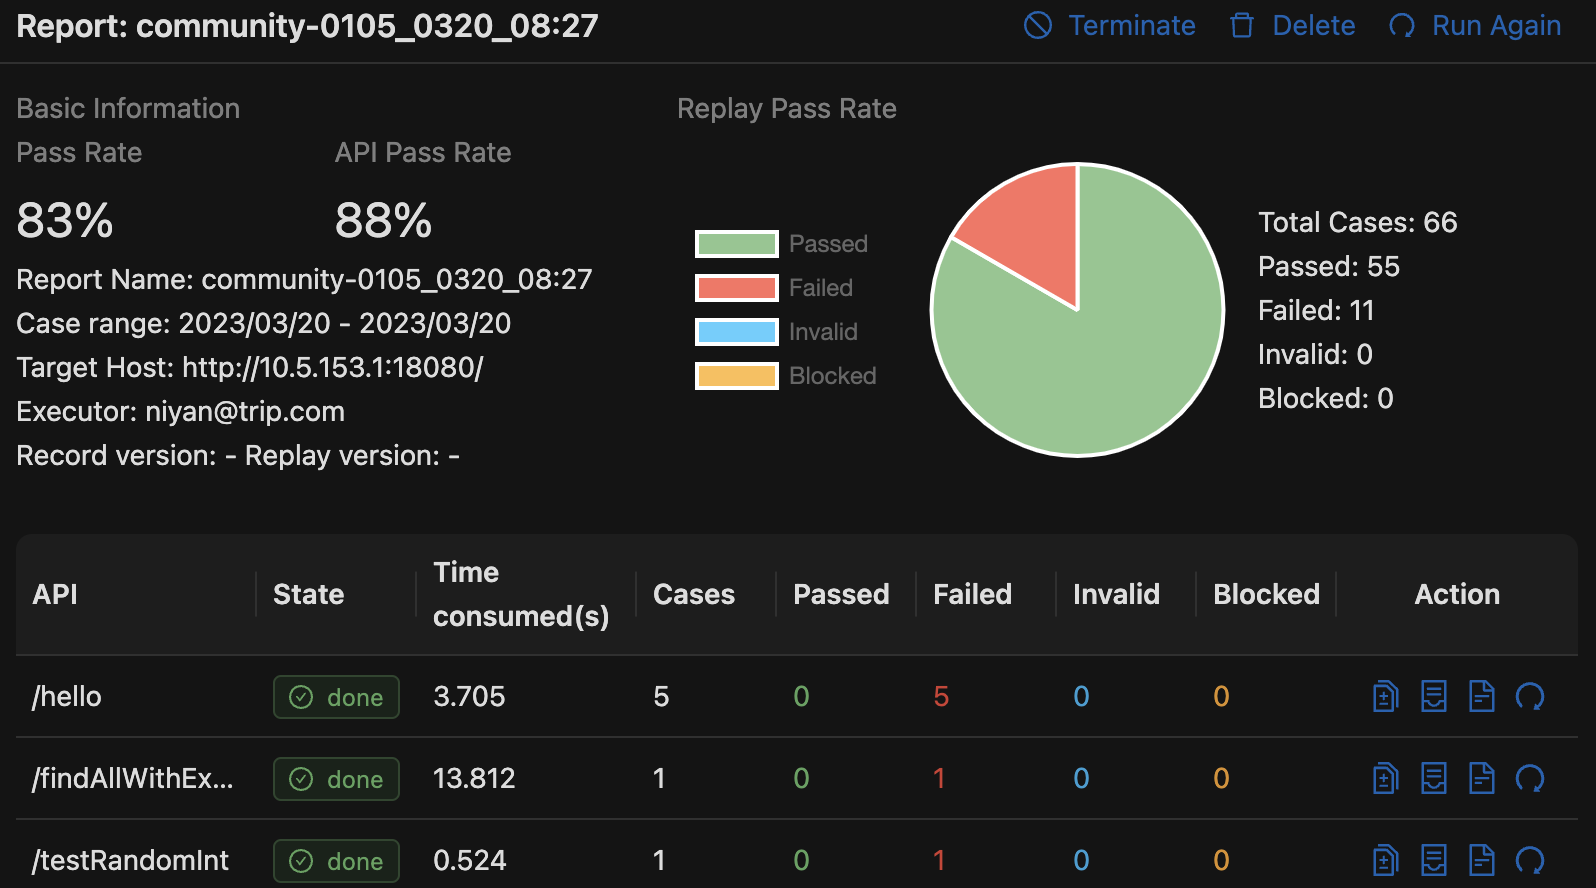 Report: community-0105_0320_08:27
Terminate
Delete
Run Again
Basic Information
Pass Rate
API Pass Rate
83%
88%
Report Name: community-0105_0320_08:27
Case range: 2023/03/20 - 2023/03/20
Target Host: http://10.5.153.1:18080/
Executor: niyan@trip.com
Record version: - Replay version: -
Replay Pass Rate
Passed
Failed
Invalid
Blocked
Total Cases: 66
Passed: 55
Failed: 11
Invalid: 0
Blocked: 0
API State Time consumed(s) Cases Passed Failed Invalid Blocked Action
/hello done 3.705 5 0 5 0 0
/findAllWithEx... done 13.812 1 0 1 0 0
/testRandomInt done 0.524 1 0 1 0 0